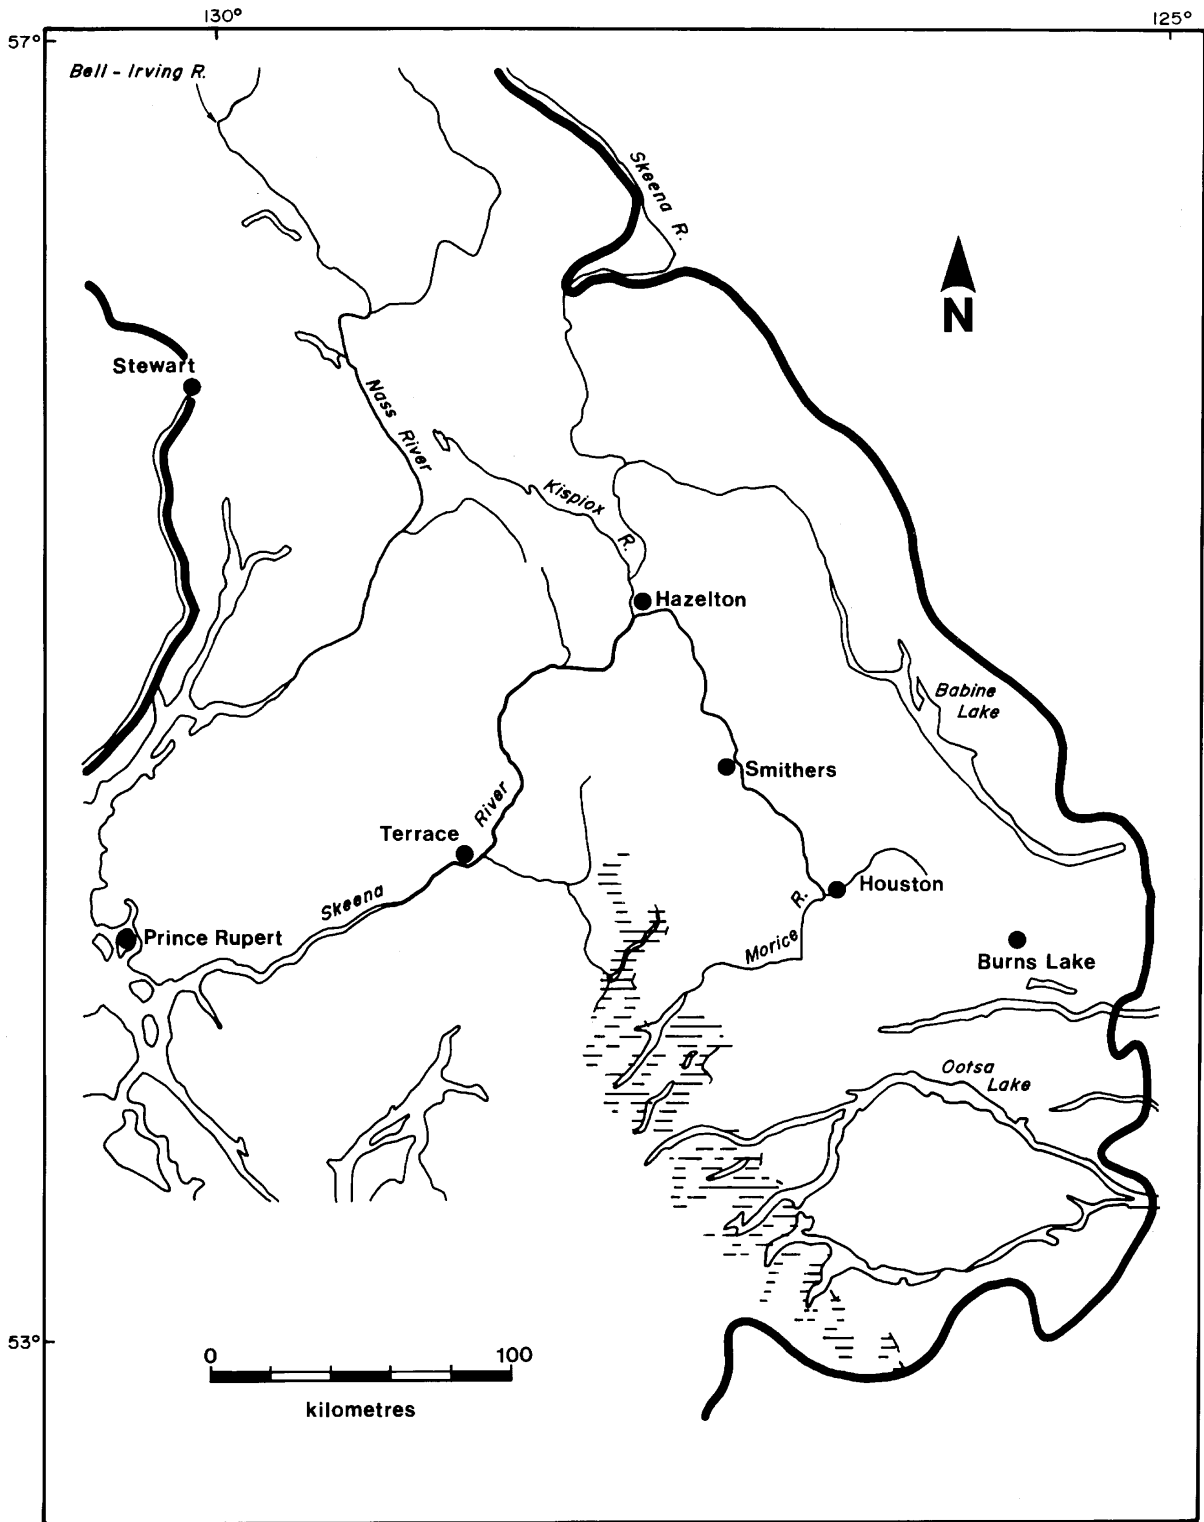 130°
125°
57°
Bell - Irving R.
Skeena R.
N
Stewart
Nass River
Kispiox R.
Hazelton
Babine
Lake
Smithers
River
Terrace
Houston
Skeena
R.
Morice
Prince Rupert
Burns Lake
Ootsa
Lake
53°
0
100
kilometres